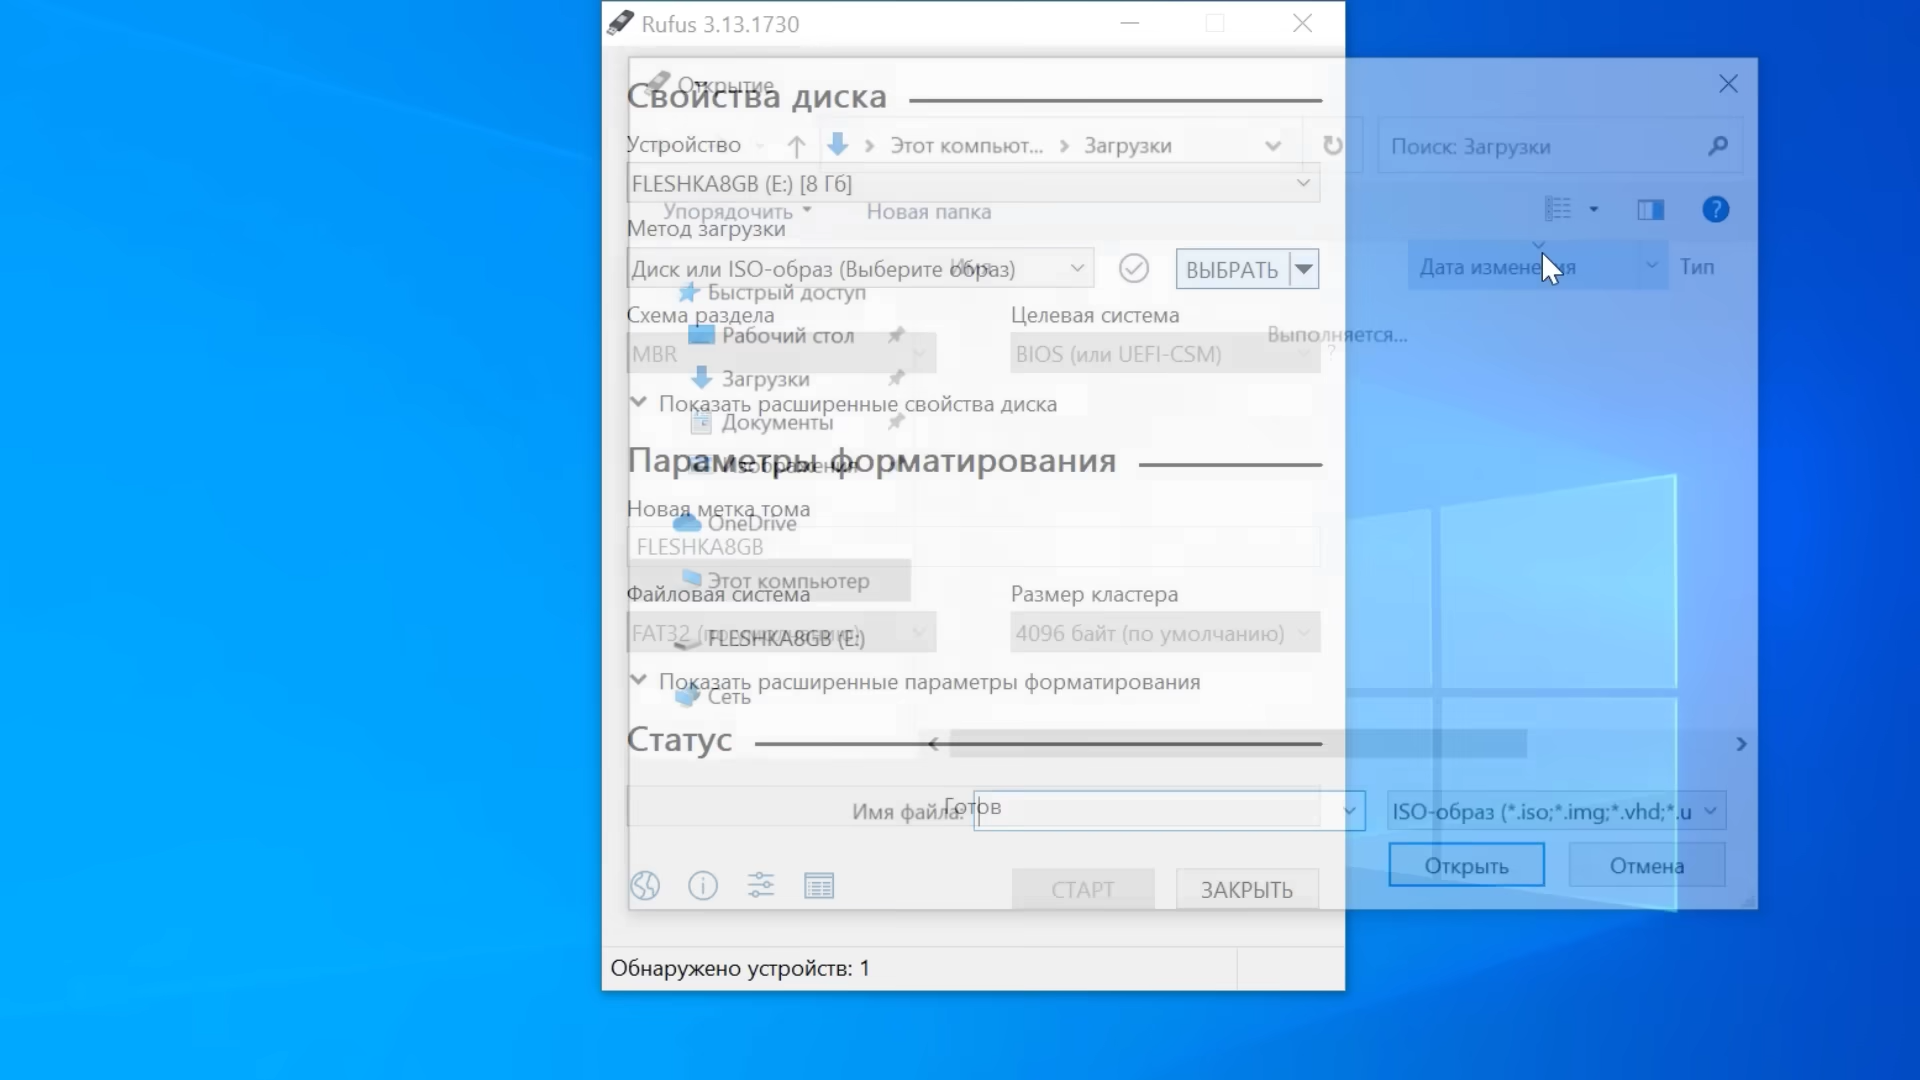 Rufus 3.13.1730
Открытие
Свойства диска
Устройство
Этот компьют...
Загрузки
Поиск: Загрузки
FLESHKA8GB (E:) [8 Гб]
Упорядочить
Новая папка
Метод загрузки
Диск или ISO-образ (Выберите образ)
Имя
ВЫБРАТЬ
Дата изменения
Тип
Быстрый доступ
Схема раздела
Целевая система
Рабочий стол
Выполняется...
MBR
BIOS (или UEFI-CSM)
?
Загрузки
Показать расширенные свойства диска
Документы
Параметры форматирования
Изображения
Новая метка тома
OneDrive
FLESHKA8GB
Этот компьютер
Файловая система
Размер кластера
FAT32
FLESHKA8GB (E:)
4096 байт (по умолчанию)
Показать расширенные параметры форматирования
Сеть
Статус
Готов
Имя файла:
ISO-образ (*.iso;*.img;*.vhd;*.u
Открыть
Отмена
СТАРТ
ЗАКРЫТЬ
Обнаружено устройств: 1